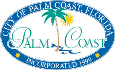 CITY OF PALM COAST, FLORIDA
PALM COAST
INCORPORATED 1999